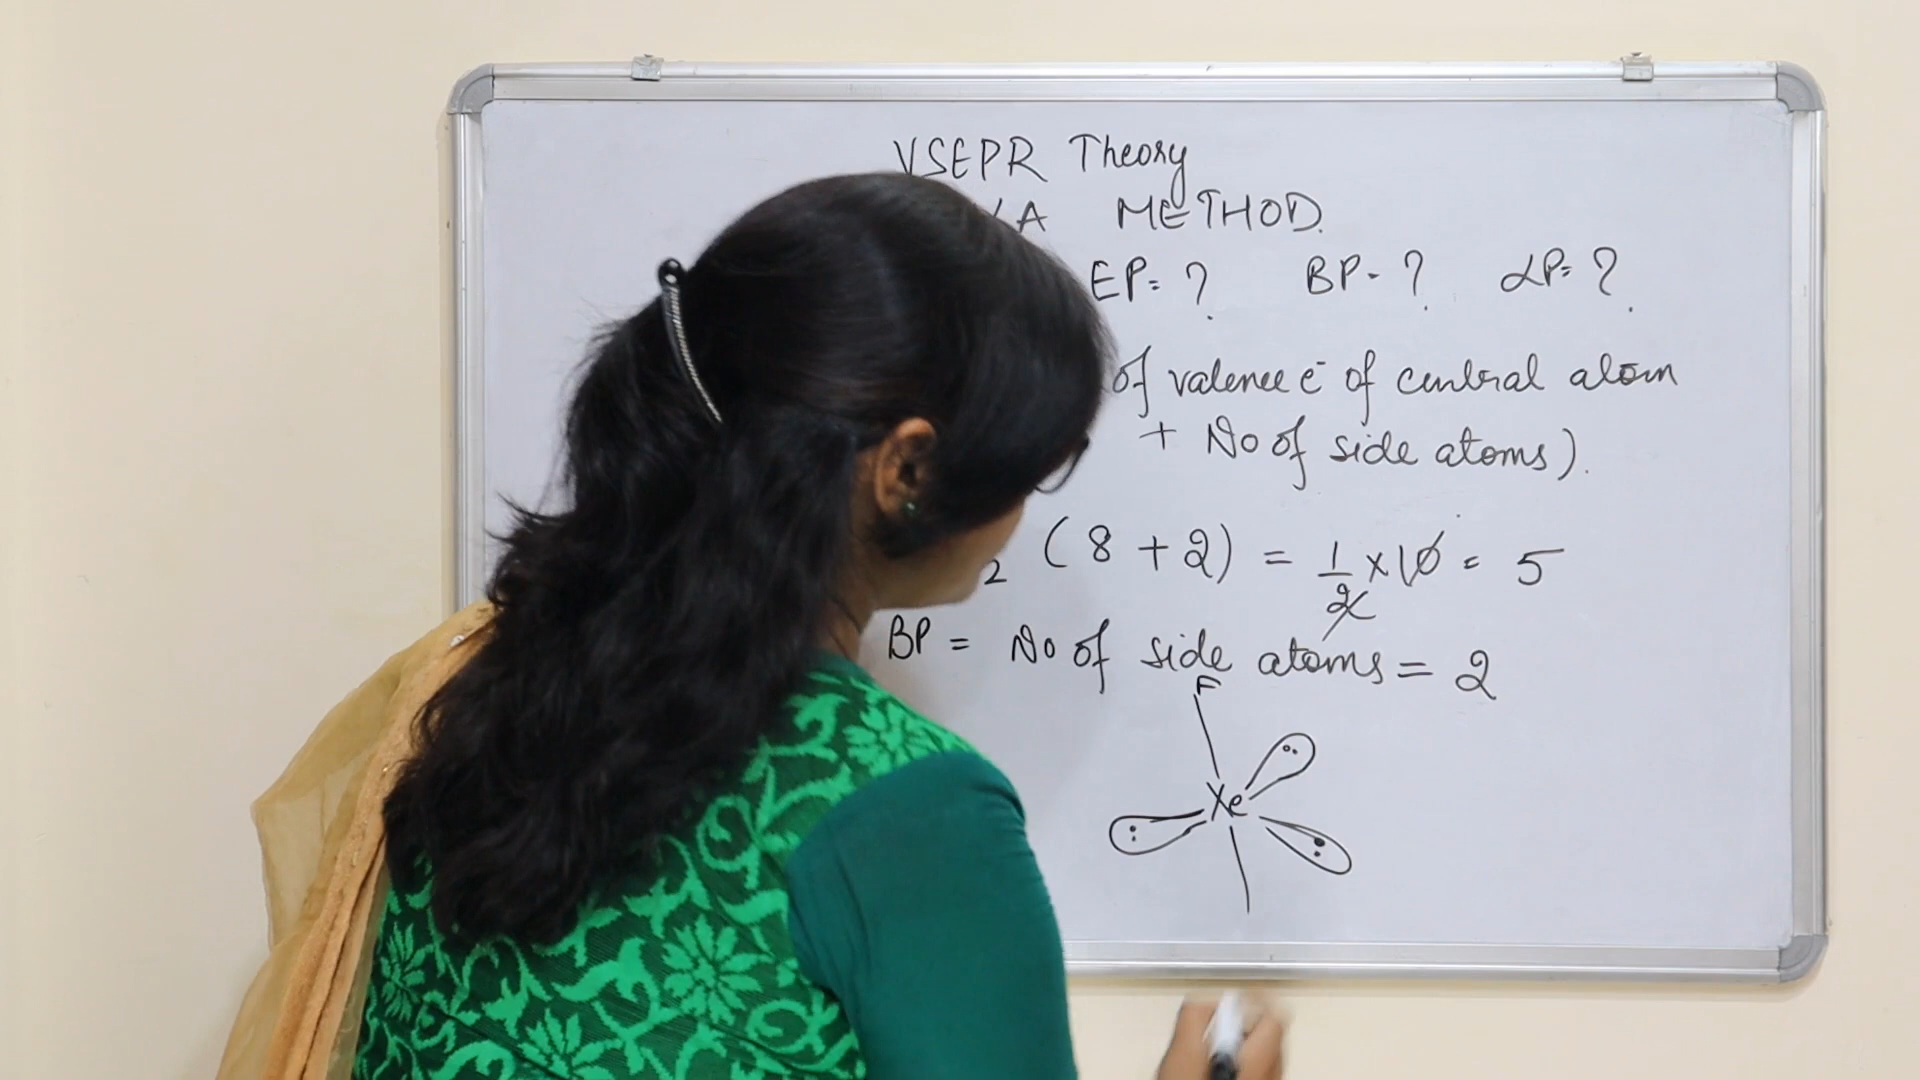 VSEPR Theory
A METHOD.
EP = ? BP = ? LP = ?
of valence e⁻ of central atom
+ No of side atoms).
2 (8 + 2) = 1/2 x 10 = 5
BP = No of side atoms = 2
F
Xe